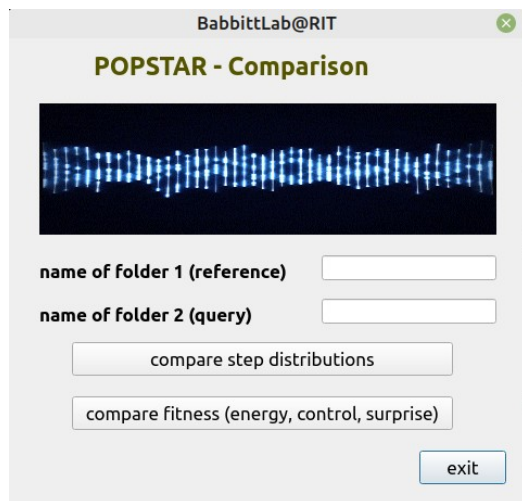 BabbittLab@RIT
POPSTAR - Comparison
name of folder 1 (reference)
name of folder 2 (query)
compare step distributions
compare fitness (energy, control, surprise)
exit